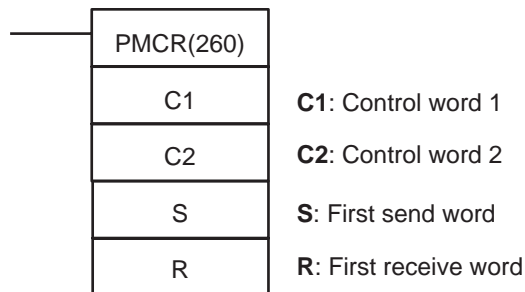 PMCR(260)
C1 C1: Control word 1
C2 C2: Control word 2
S S: First send word
R R: First receive word